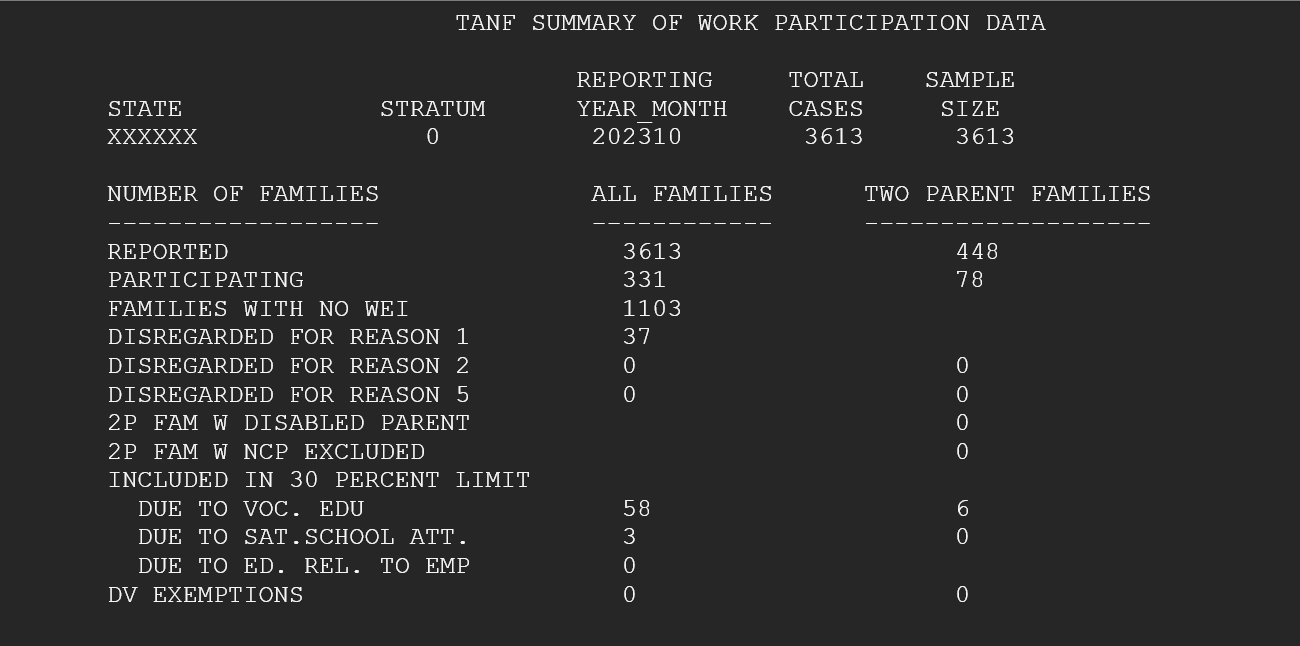 TANF SUMMARY OF WORK PARTICIPATION DATA
REPORTING TOTAL SAMPLE
STATE STRATUM YEAR_MONTH CASES SIZE
XXXXXX 0 202310 3613 3613
NUMBER OF FAMILIES ALL FAMILIES TWO PARENT FAMILIES
------------------ ------------ -------------------
REPORTED 3613 448
PARTICIPATING 331 78
FAMILIES WITH NO WEI 1103
DISREGARDED FOR REASON 1 37
DISREGARDED FOR REASON 2 0 0
DISREGARDED FOR REASON 5 0 0
2P FAM W DISABLED PARENT 0
2P FAM W NCP EXCLUDED 0
INCLUDED IN 30 PERCENT LIMIT
DUE TO VOC. EDU 58 6
DUE TO SAT.SCHOOL ATT. 3 0
DUE TO ED. REL. TO EMP 0
DV EXEMPTIONS 0 0